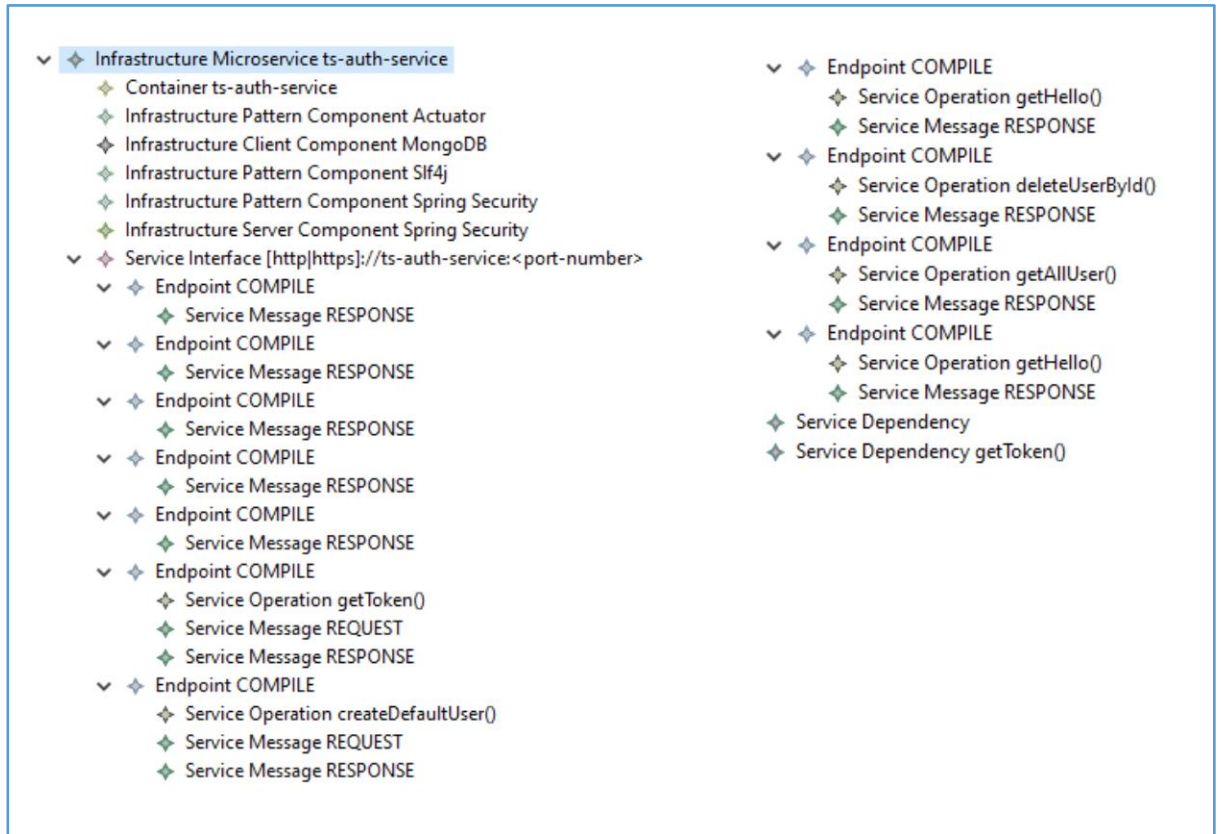 Infrastructure Microservice ts-auth-service
Container ts-auth-service
Infrastructure Pattern Component Actuator
Infrastructure Client Component MongoDB
Infrastructure Pattern Component Slf4j
Infrastructure Pattern Component Spring Security
Infrastructure Server Component Spring Security
Service Interface [http|https]://ts-auth-service:<port-number>
Endpoint COMPILE
Service Message RESPONSE
Endpoint COMPILE
Service Message RESPONSE
Endpoint COMPILE
Service Message RESPONSE
Endpoint COMPILE
Service Message RESPONSE
Endpoint COMPILE
Service Message RESPONSE
Endpoint COMPILE
Service Operation getToken()
Service Message REQUEST
Service Message RESPONSE
Endpoint COMPILE
Service Operation createDefaultUser()
Service Message REQUEST
Service Message RESPONSE
Endpoint COMPILE
Service Operation getHello()
Service Message RESPONSE
Endpoint COMPILE
Service Operation deleteUserById()
Service Message RESPONSE
Endpoint COMPILE
Service Operation getAllUser()
Service Message RESPONSE
Endpoint COMPILE
Service Operation getHello()
Service Message RESPONSE
Service Dependency
Service Dependency getToken()